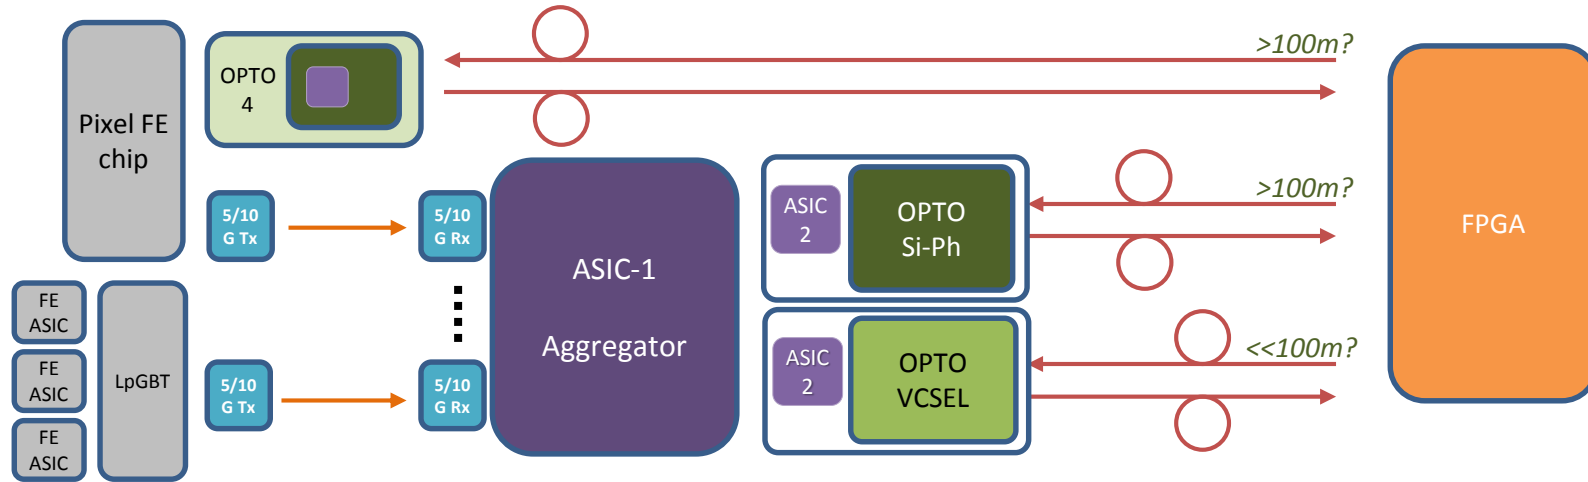 Pixel FE
chip
OPTO
4
>100m?
5/10
G Tx
5/10
G Rx
ASIC-1
Aggregator
ASIC
2
OPTO
Si-Ph
>100m?
FPGA
FE
ASIC
FE
ASIC
FE
ASIC
LpGBT
5/10
G Tx
5/10
G Rx
ASIC
2
OPTO
VCSEL
<<100m?